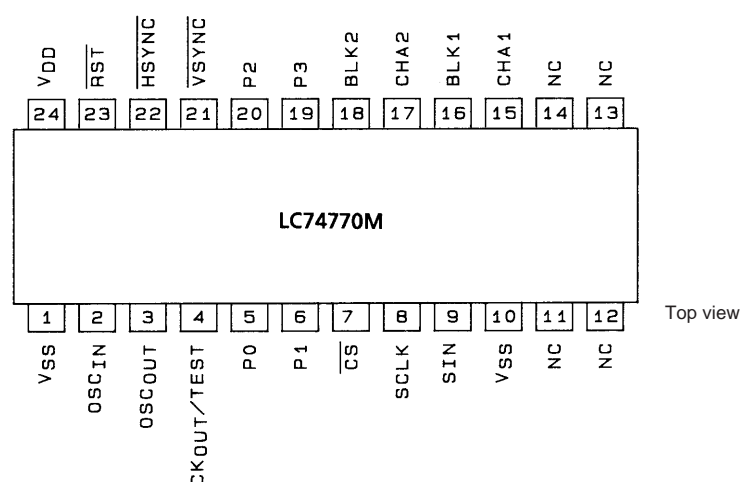 VDD
RST
HSYNC
VSYNC
P2
P3
BLK2
CHA2
BLK1
CHA1
NC
NC
24 23 22 21 20 19 18 17 16 15 14 13
LC74770M
1 2 3 4 5 6 7 8 9 10 11 12
Top view
VSS
OSCIN
OSCOUT
CKOUT/TEST
P0
P1
CS
SCLK
SIN
VSS
NC
NC